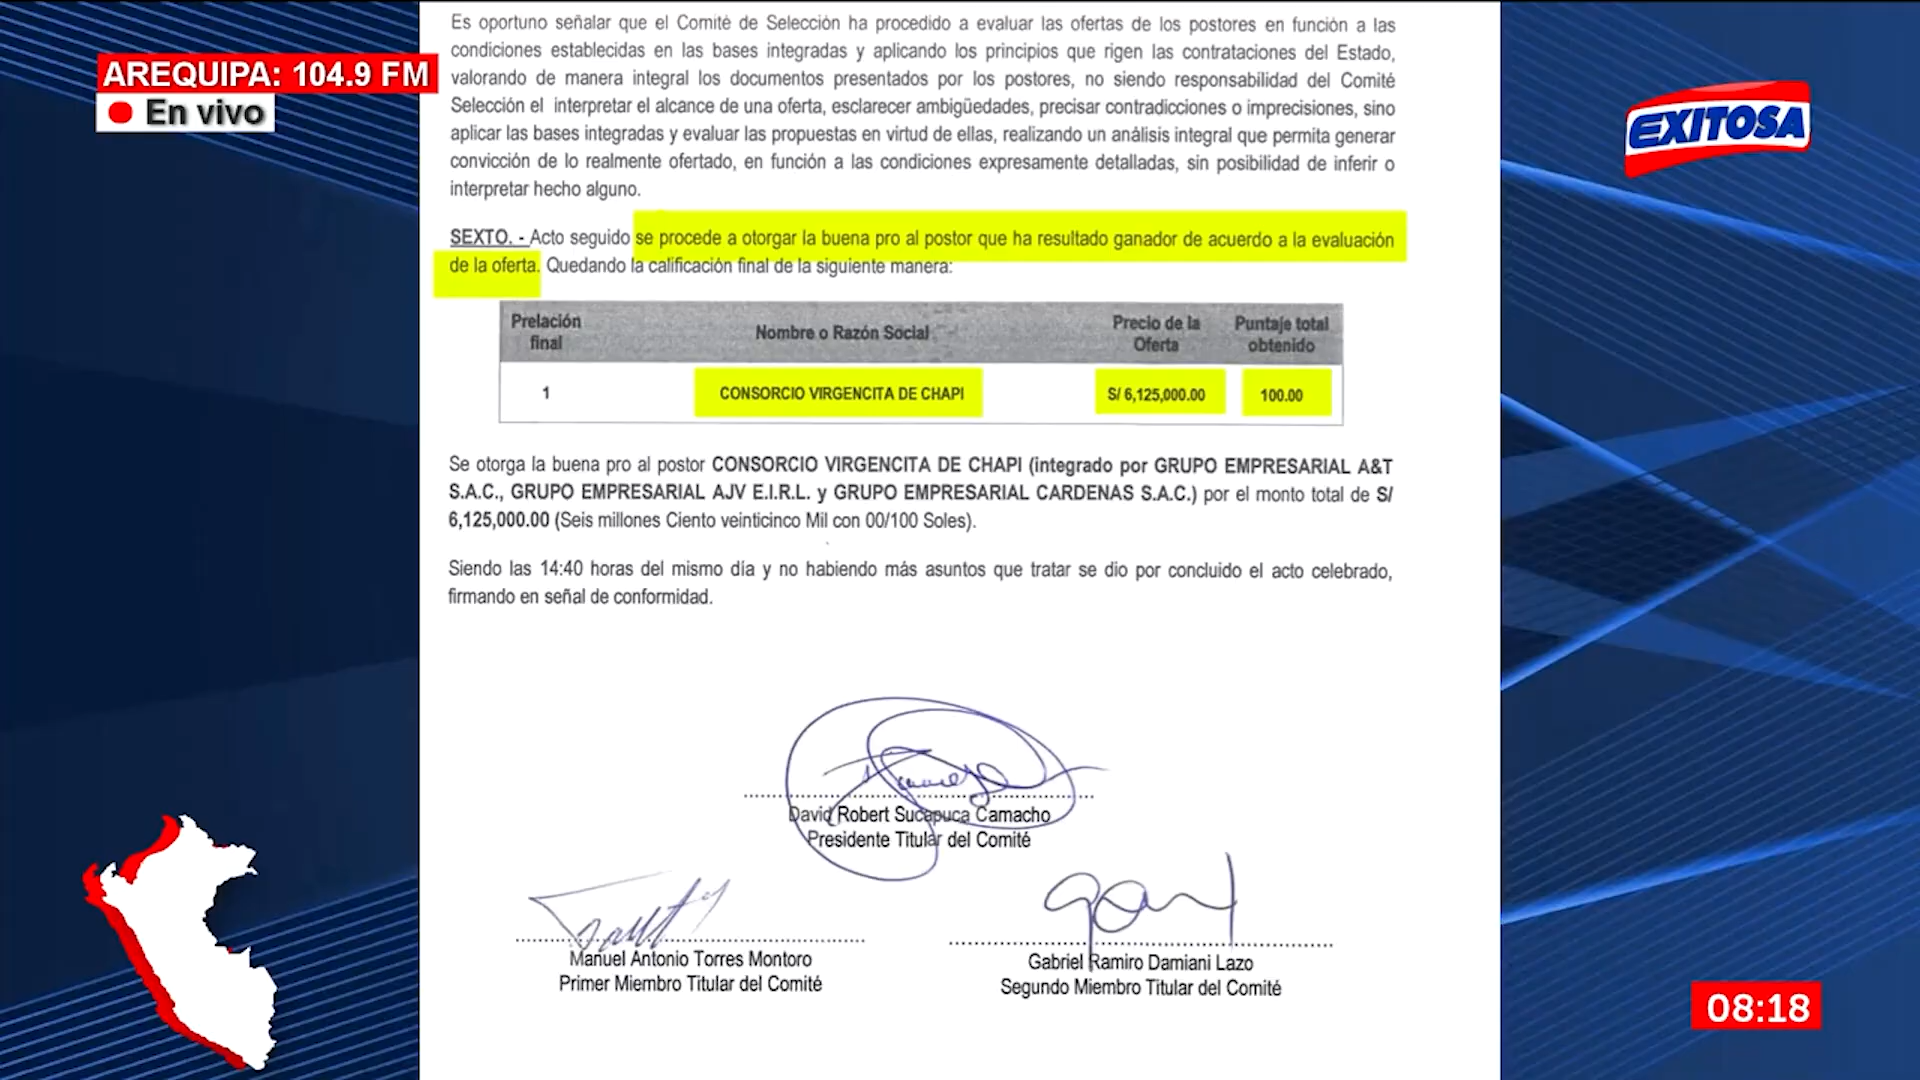 Es oportuno señalar que el Comité de Selección ha procedido a evaluar las ofertas de los postores en función a las
condiciones establecidas en las bases integradas y aplicando los principios que rigen las contrataciones del Estado,
valorando de manera integral los documentos presentados por los postores, no siendo responsabilidad del Comité
Selección el interpretar el alcance de una oferta, esclarecer ambigüedades, precisar contradicciones o imprecisiones, sino
aplicar las bases integradas y evaluar las propuestas en virtud de ellas, realizando un análisis integral que permita generar
convicción de lo realmente ofertado, en función a las condiciones expresamente detalladas, sin posibilidad de inferir o
interpretar hecho alguno.
AREQUIPA: 104.9 FM
En vivo
EXITOSA
SEXTO. - Acto seguido se procede a otorgar la buena pro al postor que ha resultado ganador de acuerdo a la evaluación
de la oferta. Quedando la calificación final de la siguiente manera:
Prelación final Nombre o Razón Social Precio de la Oferta Puntaje total obtenido
1 CONSORCIO VIRGENCITA DE CHAPI S/ 6,125,000.00 100.00
Se otorga la buena pro al postor CONSORCIO VIRGENCITA DE CHAPI (integrado por GRUPO EMPRESARIAL A&T
S.A.C., GRUPO EMPRESARIAL AJV E.I.R.L. y GRUPO EMPRESARIAL CARDENAS S.A.C.) por el monto total de S/
6,125,000.00 (Seis millones Ciento veinticinco Mil con 00/100 Soles).
Siendo las 14:40 horas del mismo día y no habiendo más asuntos que tratar se dio por concluido el acto celebrado,
firmando en señal de conformidad.
David Robert Sucapuca Camacho
Presidente Titular del Comité
Manuel Antonio Torres Montoro
Primer Miembro Titular del Comité
Gabriel Ramiro Damiani Lazo
Segundo Miembro Titular del Comité
08:18